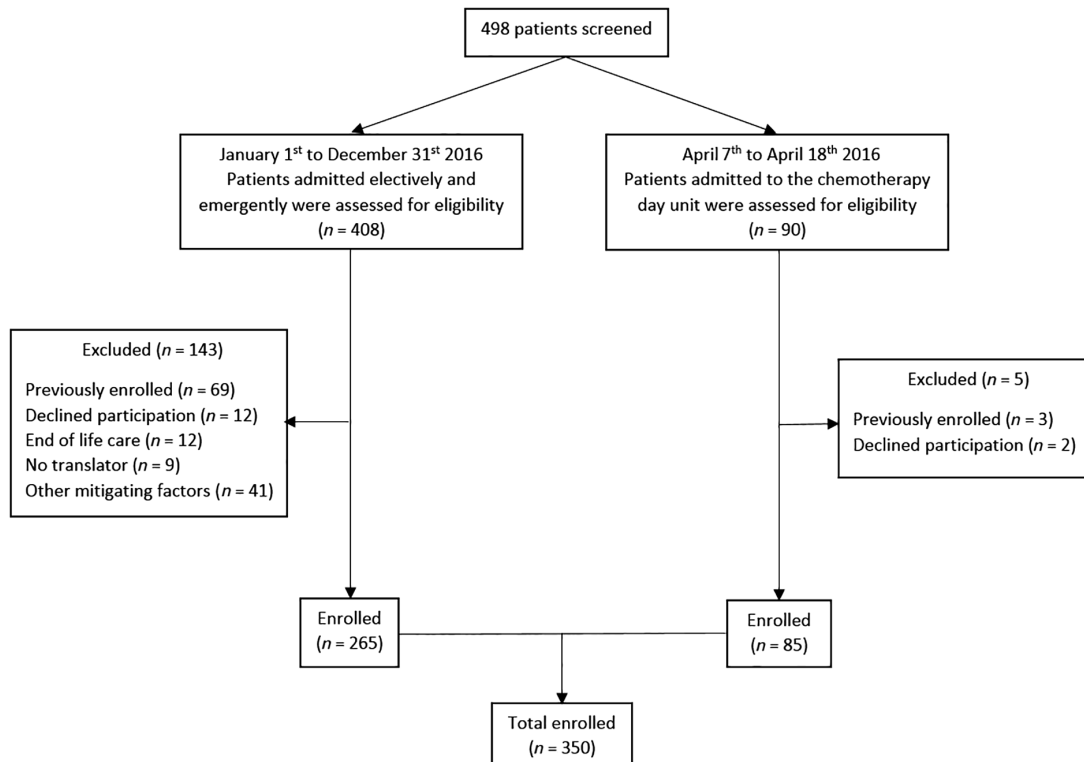 498 patients screened
January 1st to December 31st 2016
Patients admitted electively and
emergently were assessed for eligibility
(n = 408)
April 7th to April 18th 2016
Patients admitted to the chemotherapy
day unit were assessed for eligibility
(n = 90)
Excluded (n = 143)
Previously enrolled (n = 69)
Declined participation (n = 12)
End of life care (n = 12)
No translator (n = 9)
Other mitigating factors (n = 41)
Excluded (n = 5)
Previously enrolled (n = 3)
Declined participation (n = 2)
Enrolled
(n = 265)
Enrolled
(n = 85)
Total enrolled
(n = 350)